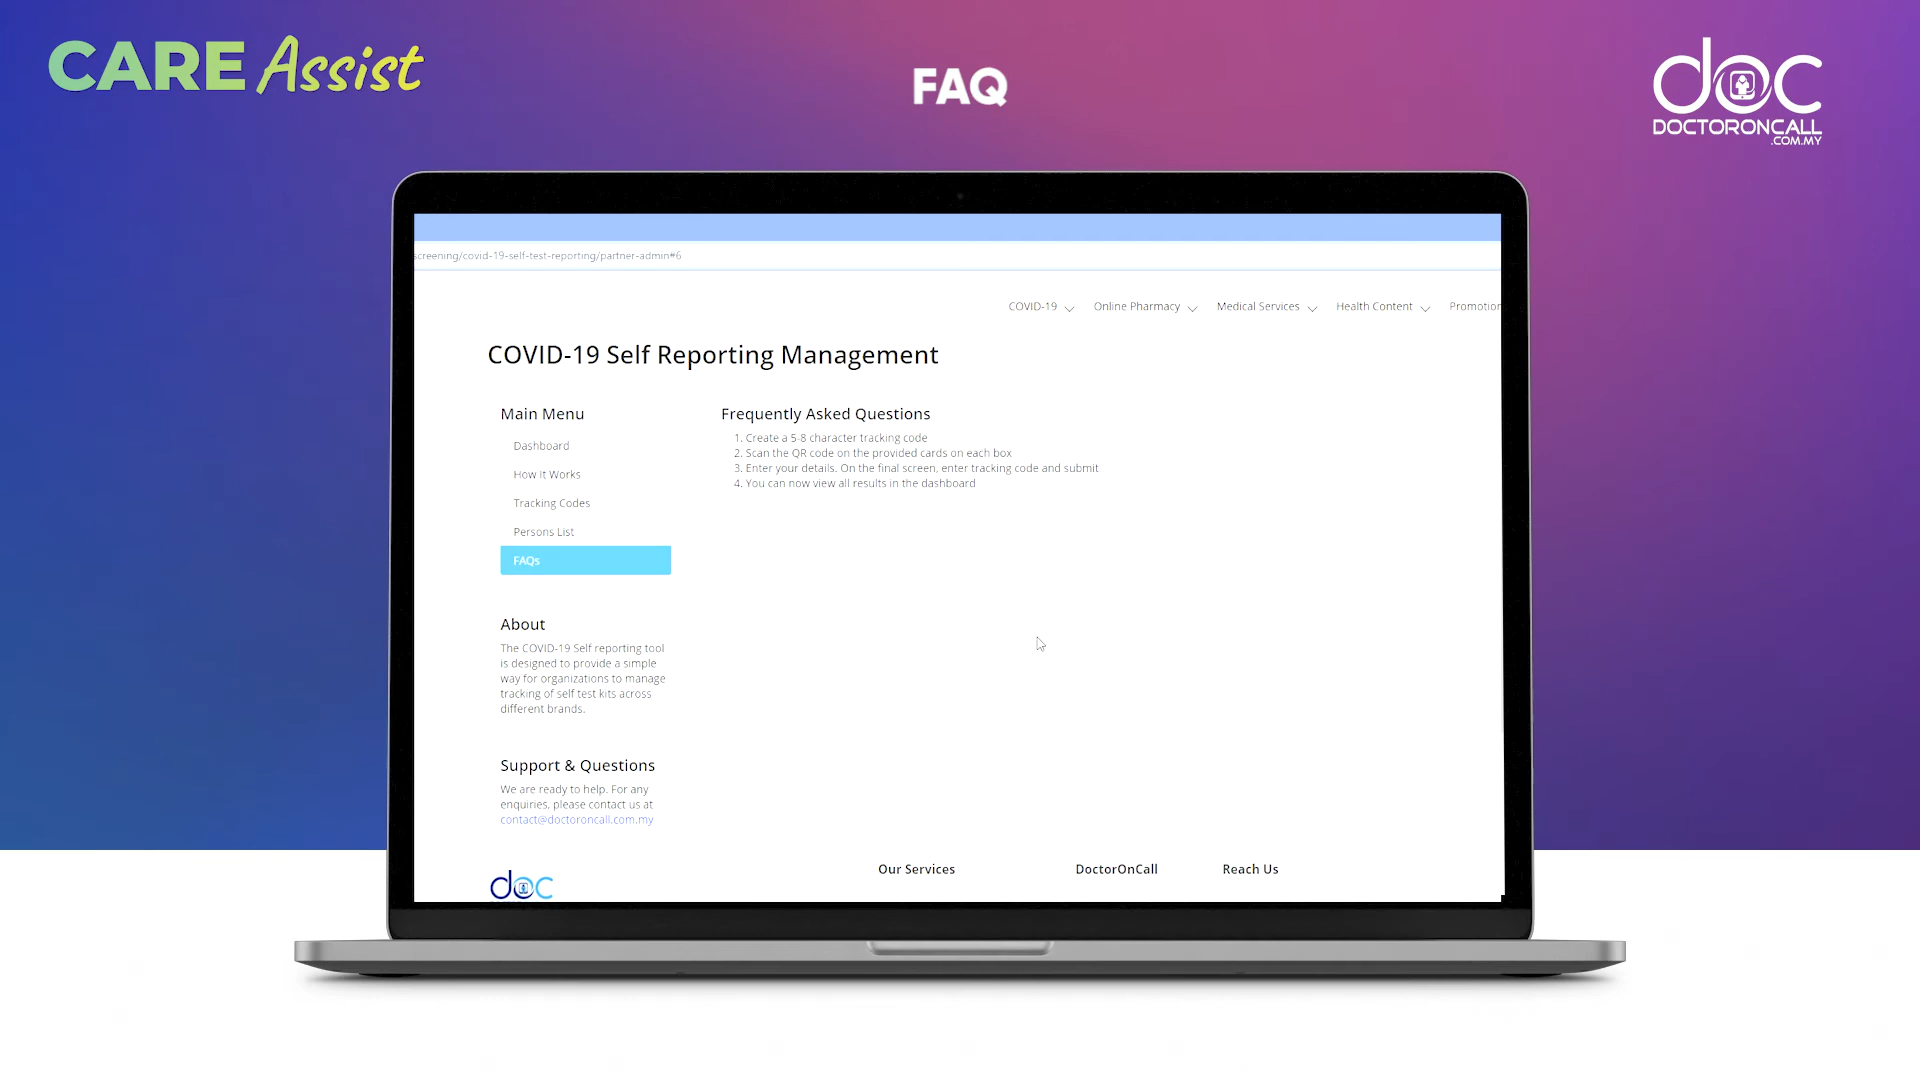 CARE Assist
FAQ
doc
DOCTORONCALL
.COM.MY
screening/covid-19-self-test-reporting/partner-admin#6
COVID-19 Online Pharmacy Medical Services Health Content Promotion
COVID-19 Self Reporting Management
Main Menu
Dashboard
How It Works
Tracking Codes
Persons List
FAQs
Frequently Asked Questions
1. Create a 5-8 character tracking code
2. Scan the QR code on the provided cards on each box
3. Enter your details. On the final screen, enter tracking code and submit
4. You can now view all results in the dashboard
About
The COVID-19 Self reporting tool
is designed to provide a simple
way for organizations to manage
tracking of self test kits across
different brands.
Support & Questions
We are ready to help. For any
enquiries, please contact us at
contact@doctoroncall.com.my
doc
Our Services
DoctorOnCall
Reach Us